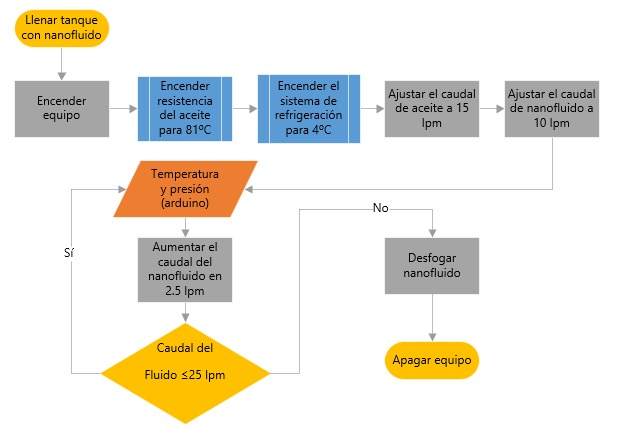 Llenar tanque
con nanofluido
Encender
equipo
Encender
resistencia
del aceite
para 81ºC
Encender el
sistema de
refrigeración
para 4ºC
Ajustar el caudal
de aceite a 15
lpm
Ajustar el caudal
de nanofluido a
10 lpm
Temperatura
y presión
(arduino)
Aumentar el
caudal del
nanofluido en
2.5 lpm
Caudal del
Fluido ≤25 lpm
Sí
No
Desfogar
nanofluido
Apagar equipo